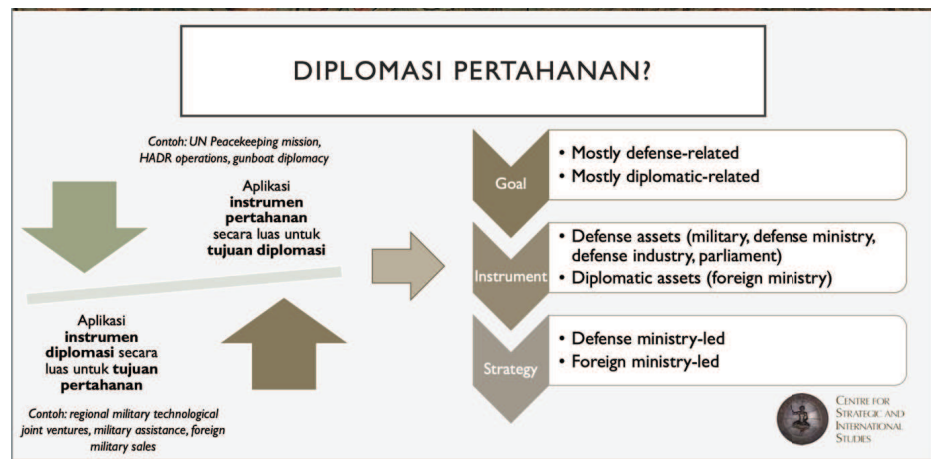 DIPLOMASI PERTAHANAN?
Contoh: UN Peacekeeping mission,
HADR operations, gunboat diplomacy
Aplikasi
instrumen
pertahanan
secara luas untuk
tujuan diplomasi
Aplikasi
instrumen
diplomasi secara
luas untuk tujuan
pertahanan
Contoh: regional military technological
joint ventures, military assistance, foreign
military sales
Goal
• Mostly defense-related
• Mostly diplomatic-related
Instrument
• Defense assets (military, defense ministry,
defense industry, parliament)
• Diplomatic assets (foreign ministry)
Strategy
• Defense ministry-led
• Foreign ministry-led
CENTRE FOR
STRATEGIC AND
INTERNATIONAL
STUDIES